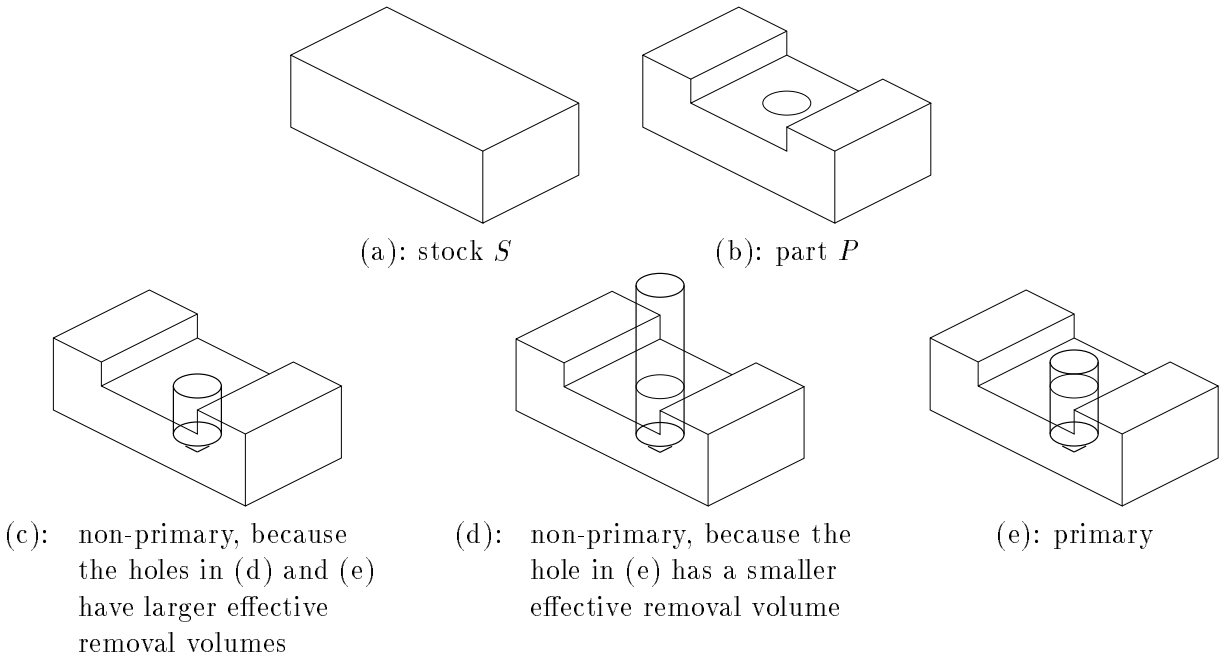 (a): stock S
(b): part P
(c): non-primary, because
the holes in (d) and (e)
have larger effective
removal volumes
(d): non-primary, because the
hole in (e) has a smaller
effective removal volume
(e): primary